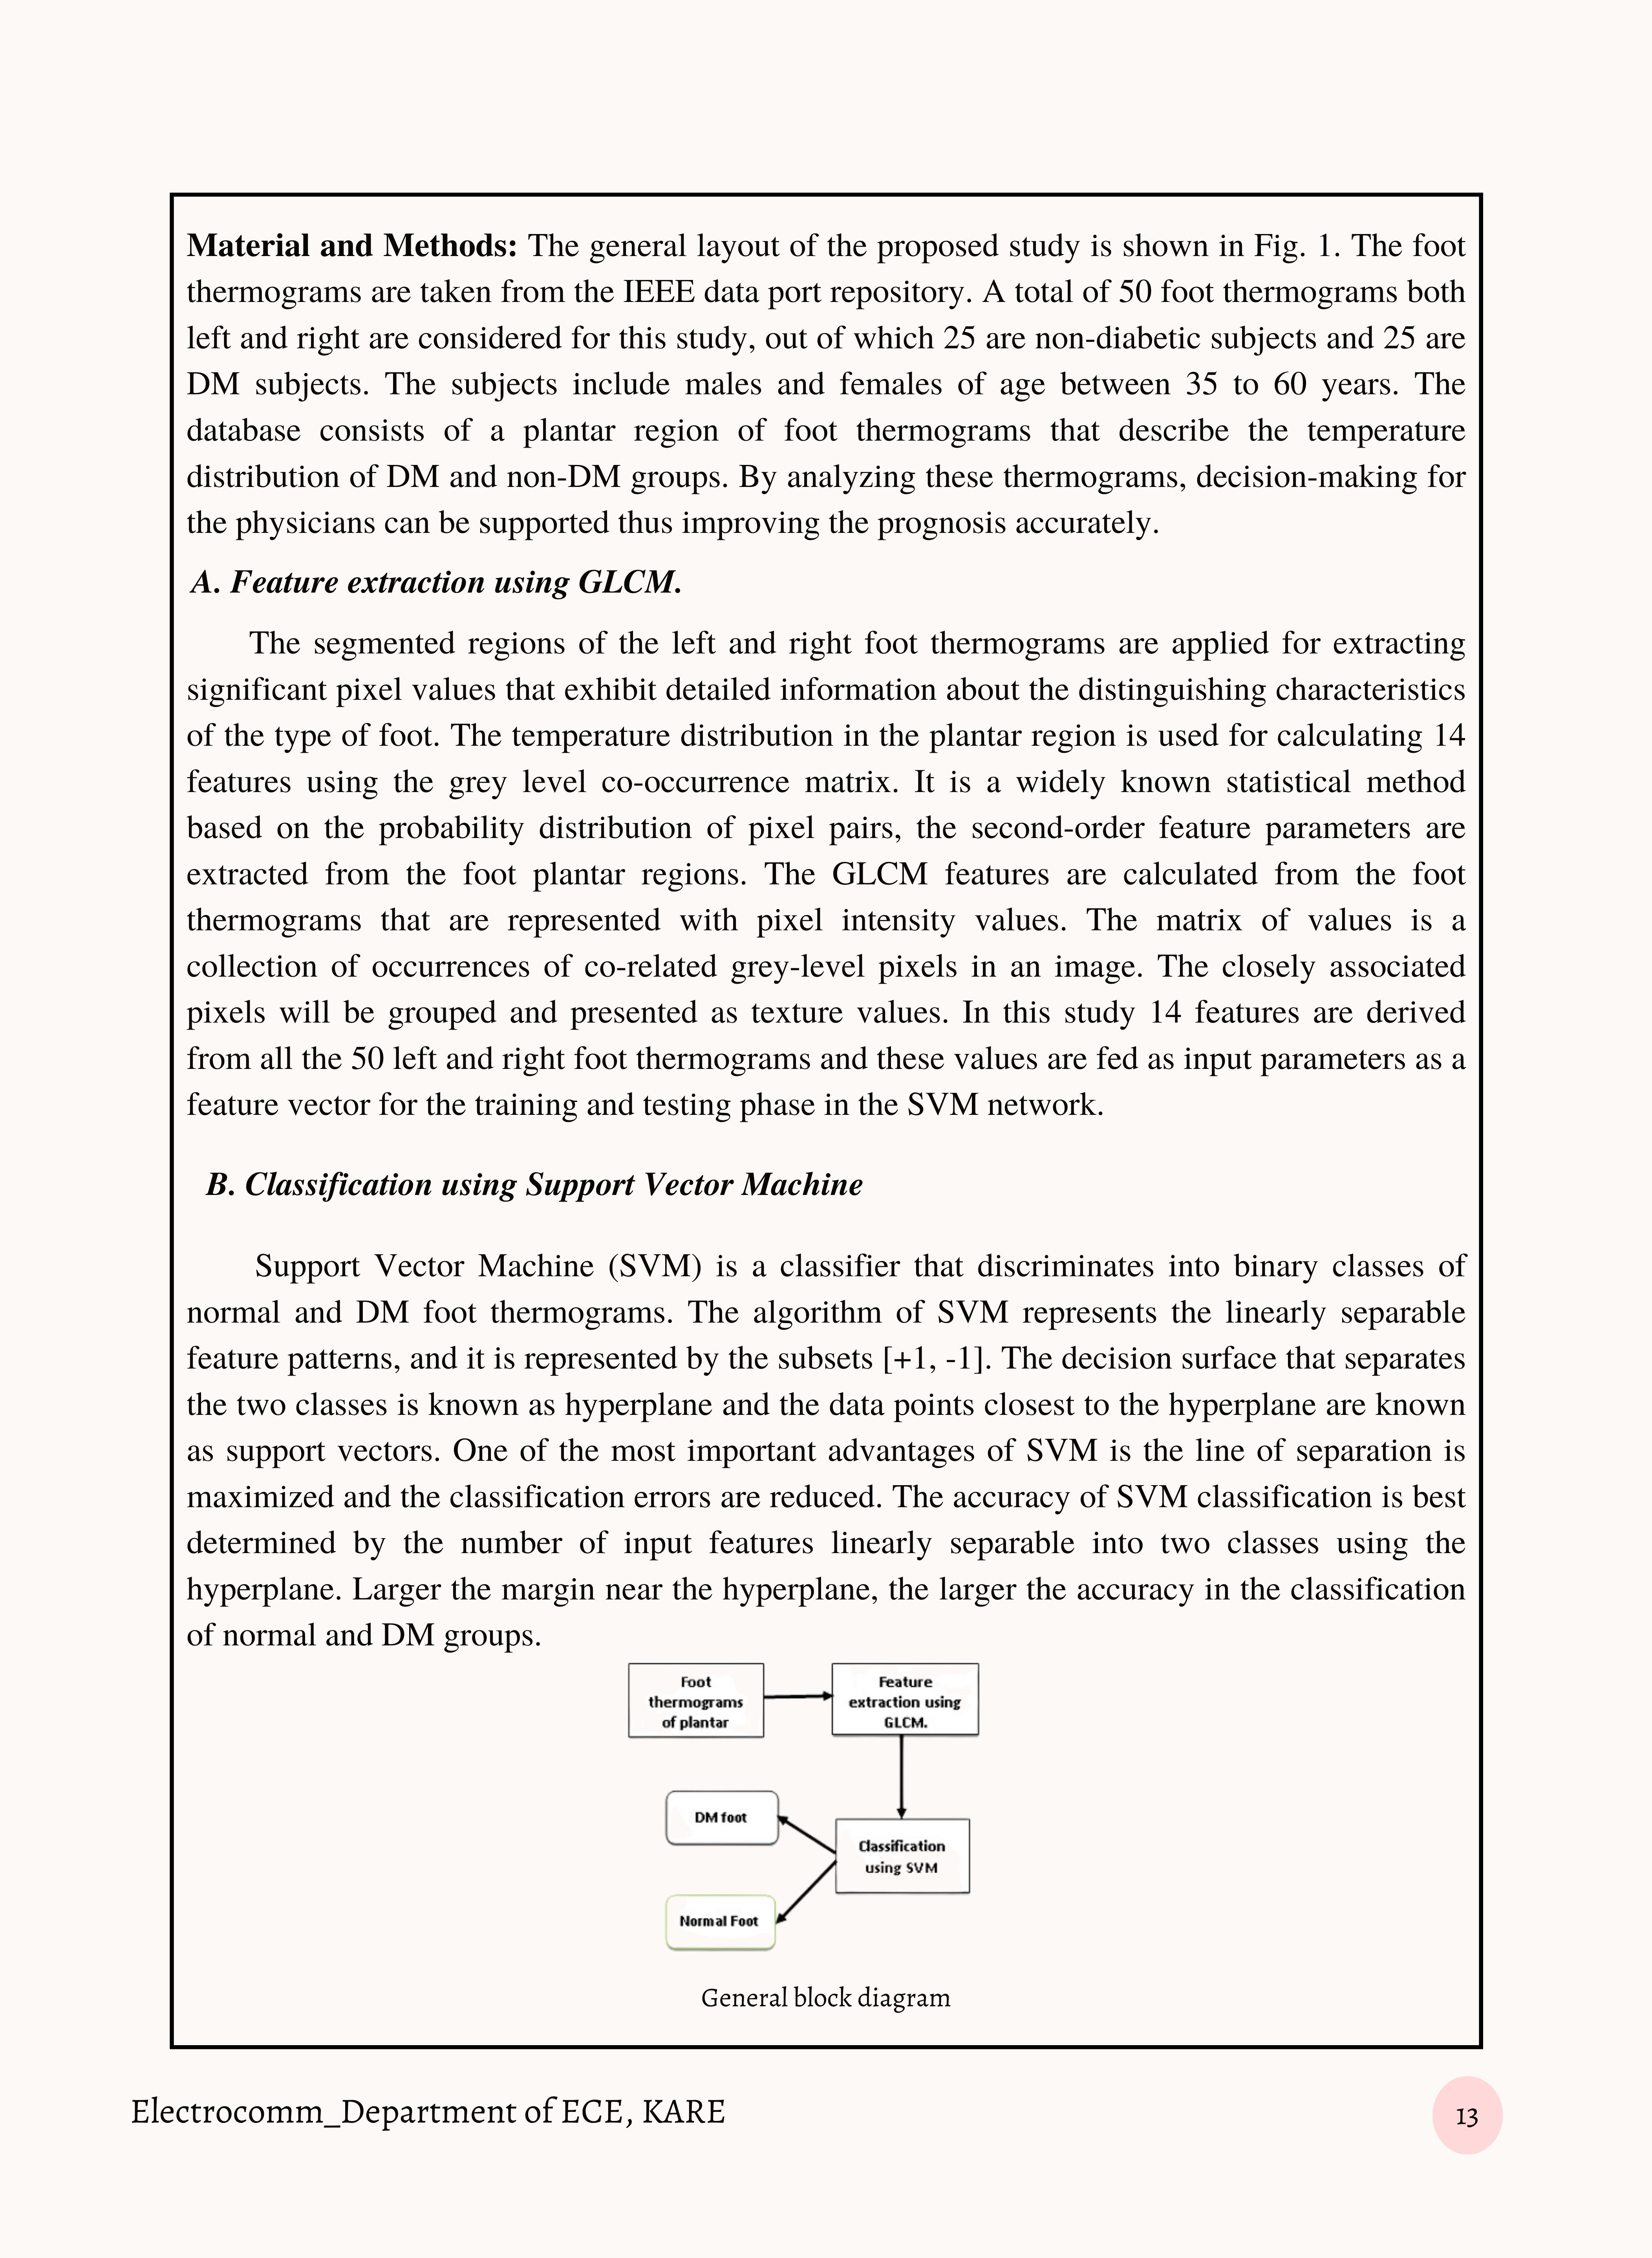 Material and Methods: The general layout of the proposed study is shown in Fig. 1. The foot
thermograms are taken from the IEEE data port repository. A total of 50 foot thermograms both
left and right are considered for this study, out of which 25 are non-diabetic subjects and 25 are
DM subjects. The subjects include males and females of age between 35 to 60 years. The
database consists of a plantar region of foot thermograms that describe the temperature
distribution of DM and non-DM groups. By analyzing these thermograms, decision-making for
the physicians can be supported thus improving the prognosis accurately.
A. Feature extraction using GLCM.
The segmented regions of the left and right foot thermograms are applied for extracting
significant pixel values that exhibit detailed information about the distinguishing characteristics
of the type of foot. The temperature distribution in the plantar region is used for calculating 14
features using the grey level co-occurrence matrix. It is a widely known statistical method
based on the probability distribution of pixel pairs, the second-order feature parameters are
extracted from the foot plantar regions. The GLCM features are calculated from the foot
thermograms that are represented with pixel intensity values. The matrix of values is a
collection of occurrences of co-related grey-level pixels in an image. The closely associated
pixels will be grouped and presented as texture values. In this study 14 features are derived
from all the 50 left and right foot thermograms and these values are fed as input parameters as a
feature vector for the training and testing phase in the SVM network.
B. Classification using Support Vector Machine
Support Vector Machine (SVM) is a classifier that discriminates into binary classes of
normal and DM foot thermograms. The algorithm of SVM represents the linearly separable
feature patterns, and it is represented by the subsets [+1, -1]. The decision surface that separates
the two classes is known as hyperplane and the data points closest to the hyperplane are known
as support vectors. One of the most important advantages of SVM is the line of separation is
maximized and the classification errors are reduced. The accuracy of SVM classification is best
determined by the number of input features linearly separable into two classes using the
hyperplane. Larger the margin near the hyperplane, the larger the accuracy in the classification
of normal and DM groups.
Foot
thermograms
of plantar
Feature
extraction using
GLCM.
DM foot
Classification
using SVM
Normal Foot
General block diagram
Electrocomm_Department of ECE, KARE
13